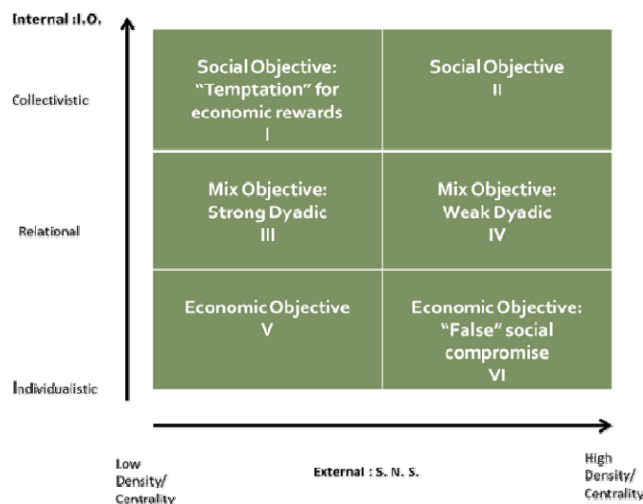 Internal :I.O.
Collectivistic
Social Objective:
"Temptation" for
economic rewards
I
Social Objective
II
Relational
Mix Objective:
Strong Dyadic
III
Mix Objective:
Weak Dyadic
IV
Individualistic
Economic Objective
V
Economic Objective:
"False" social
compromise
VI
Low
Density/
Centrality
External : S. N. S.
High
Density/
Centrality